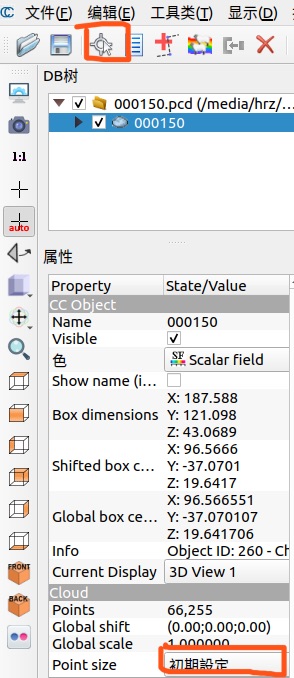 文件(F) 编辑(E) 工具类(T) 显示(D)
DB树
000150.pcd (/media/hrz/...
000150
1:1
auto
属性
Property State/Value
CC Object
Name 000150
Visible
色 SF Scalar field
Show name (i...
Box dimensions X: 187.588
Y: 121.098
Z: 43.0689
Shifted box c... X: 96.5666
Y: -37.0701
Z: 19.6417
Global box ce... X: 96.566551
Y: -37.070107
Z: 19.641706
Info Object ID: 260 - Ch
Current Display 3D View 1
Cloud
Points 66,255
Global shift (0.00;0.00;0.00)
Global scale 1.000000
Point size 初期設定
FRONT
BACK